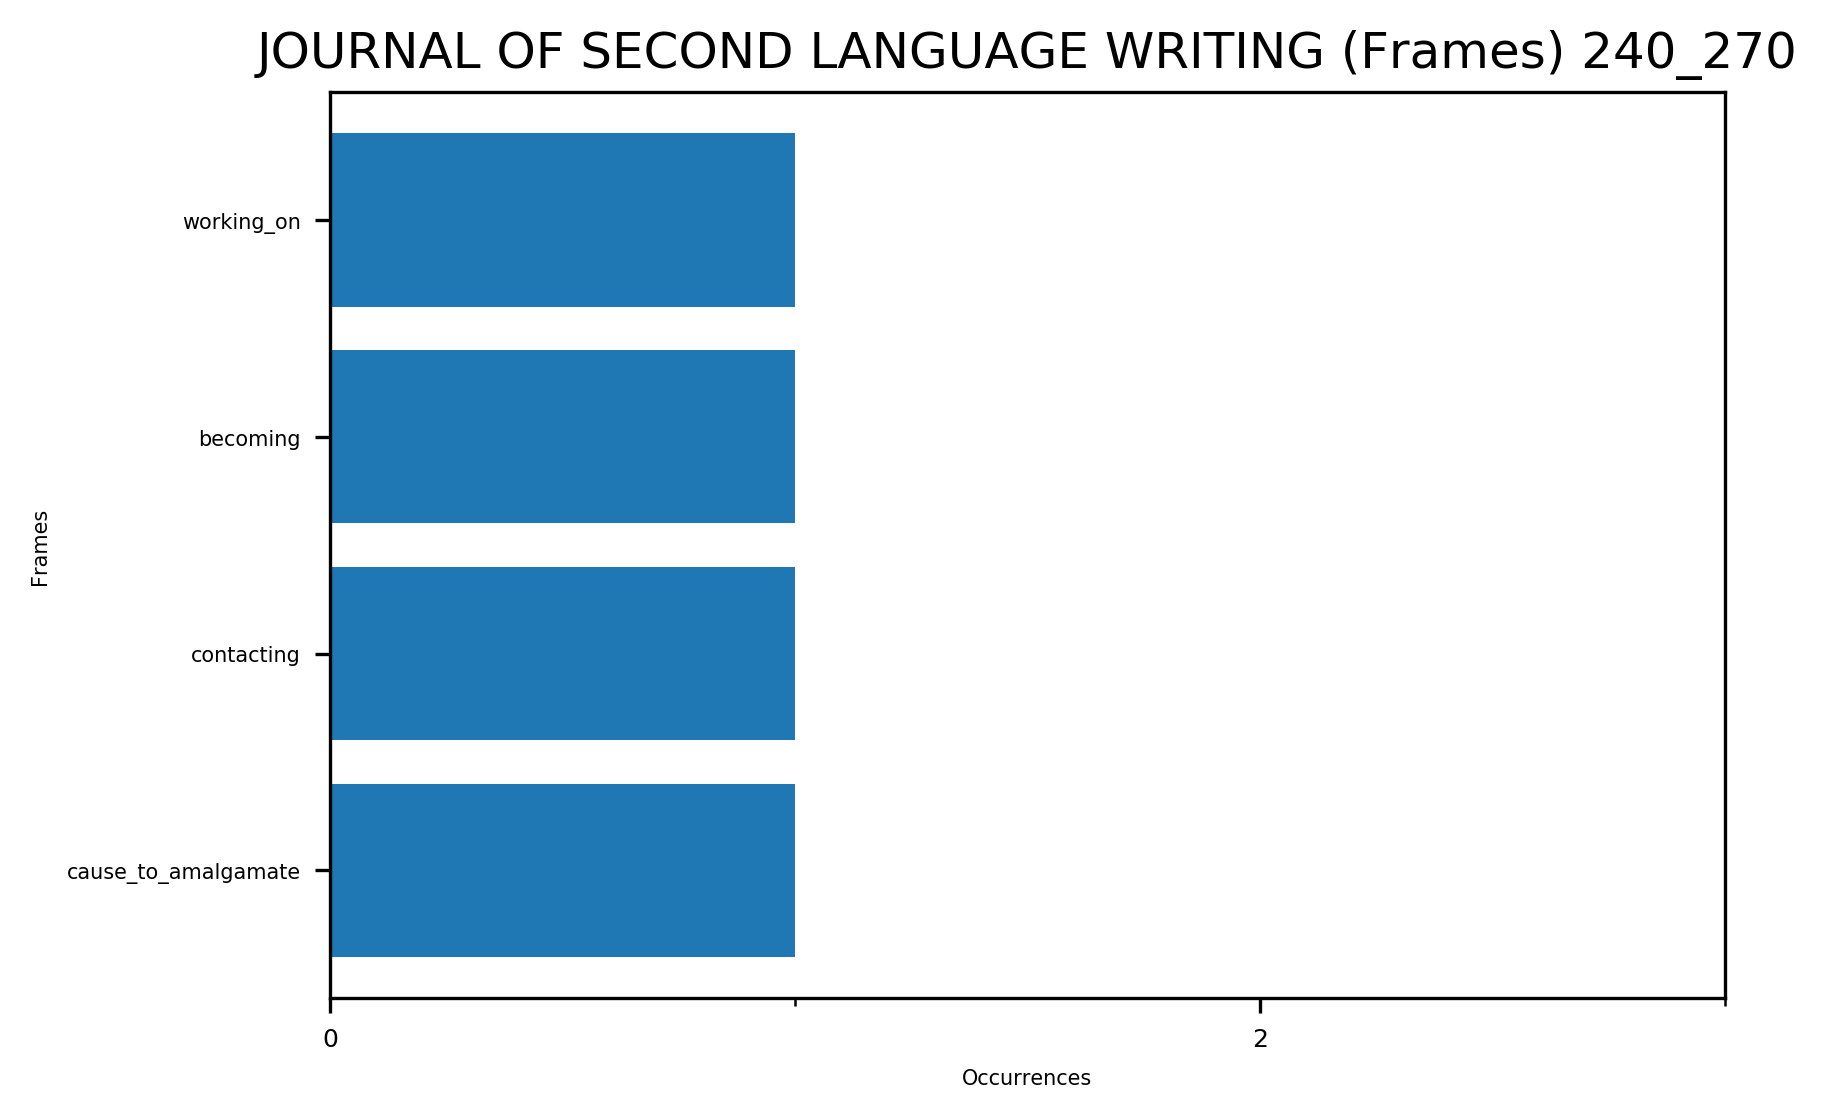 JOURNAL OF SECOND LANGUAGE WRITING (Frames) 240_270
working_on
becoming
contacting
cause_to_amalgamate
Frames
0
2
Occurrences